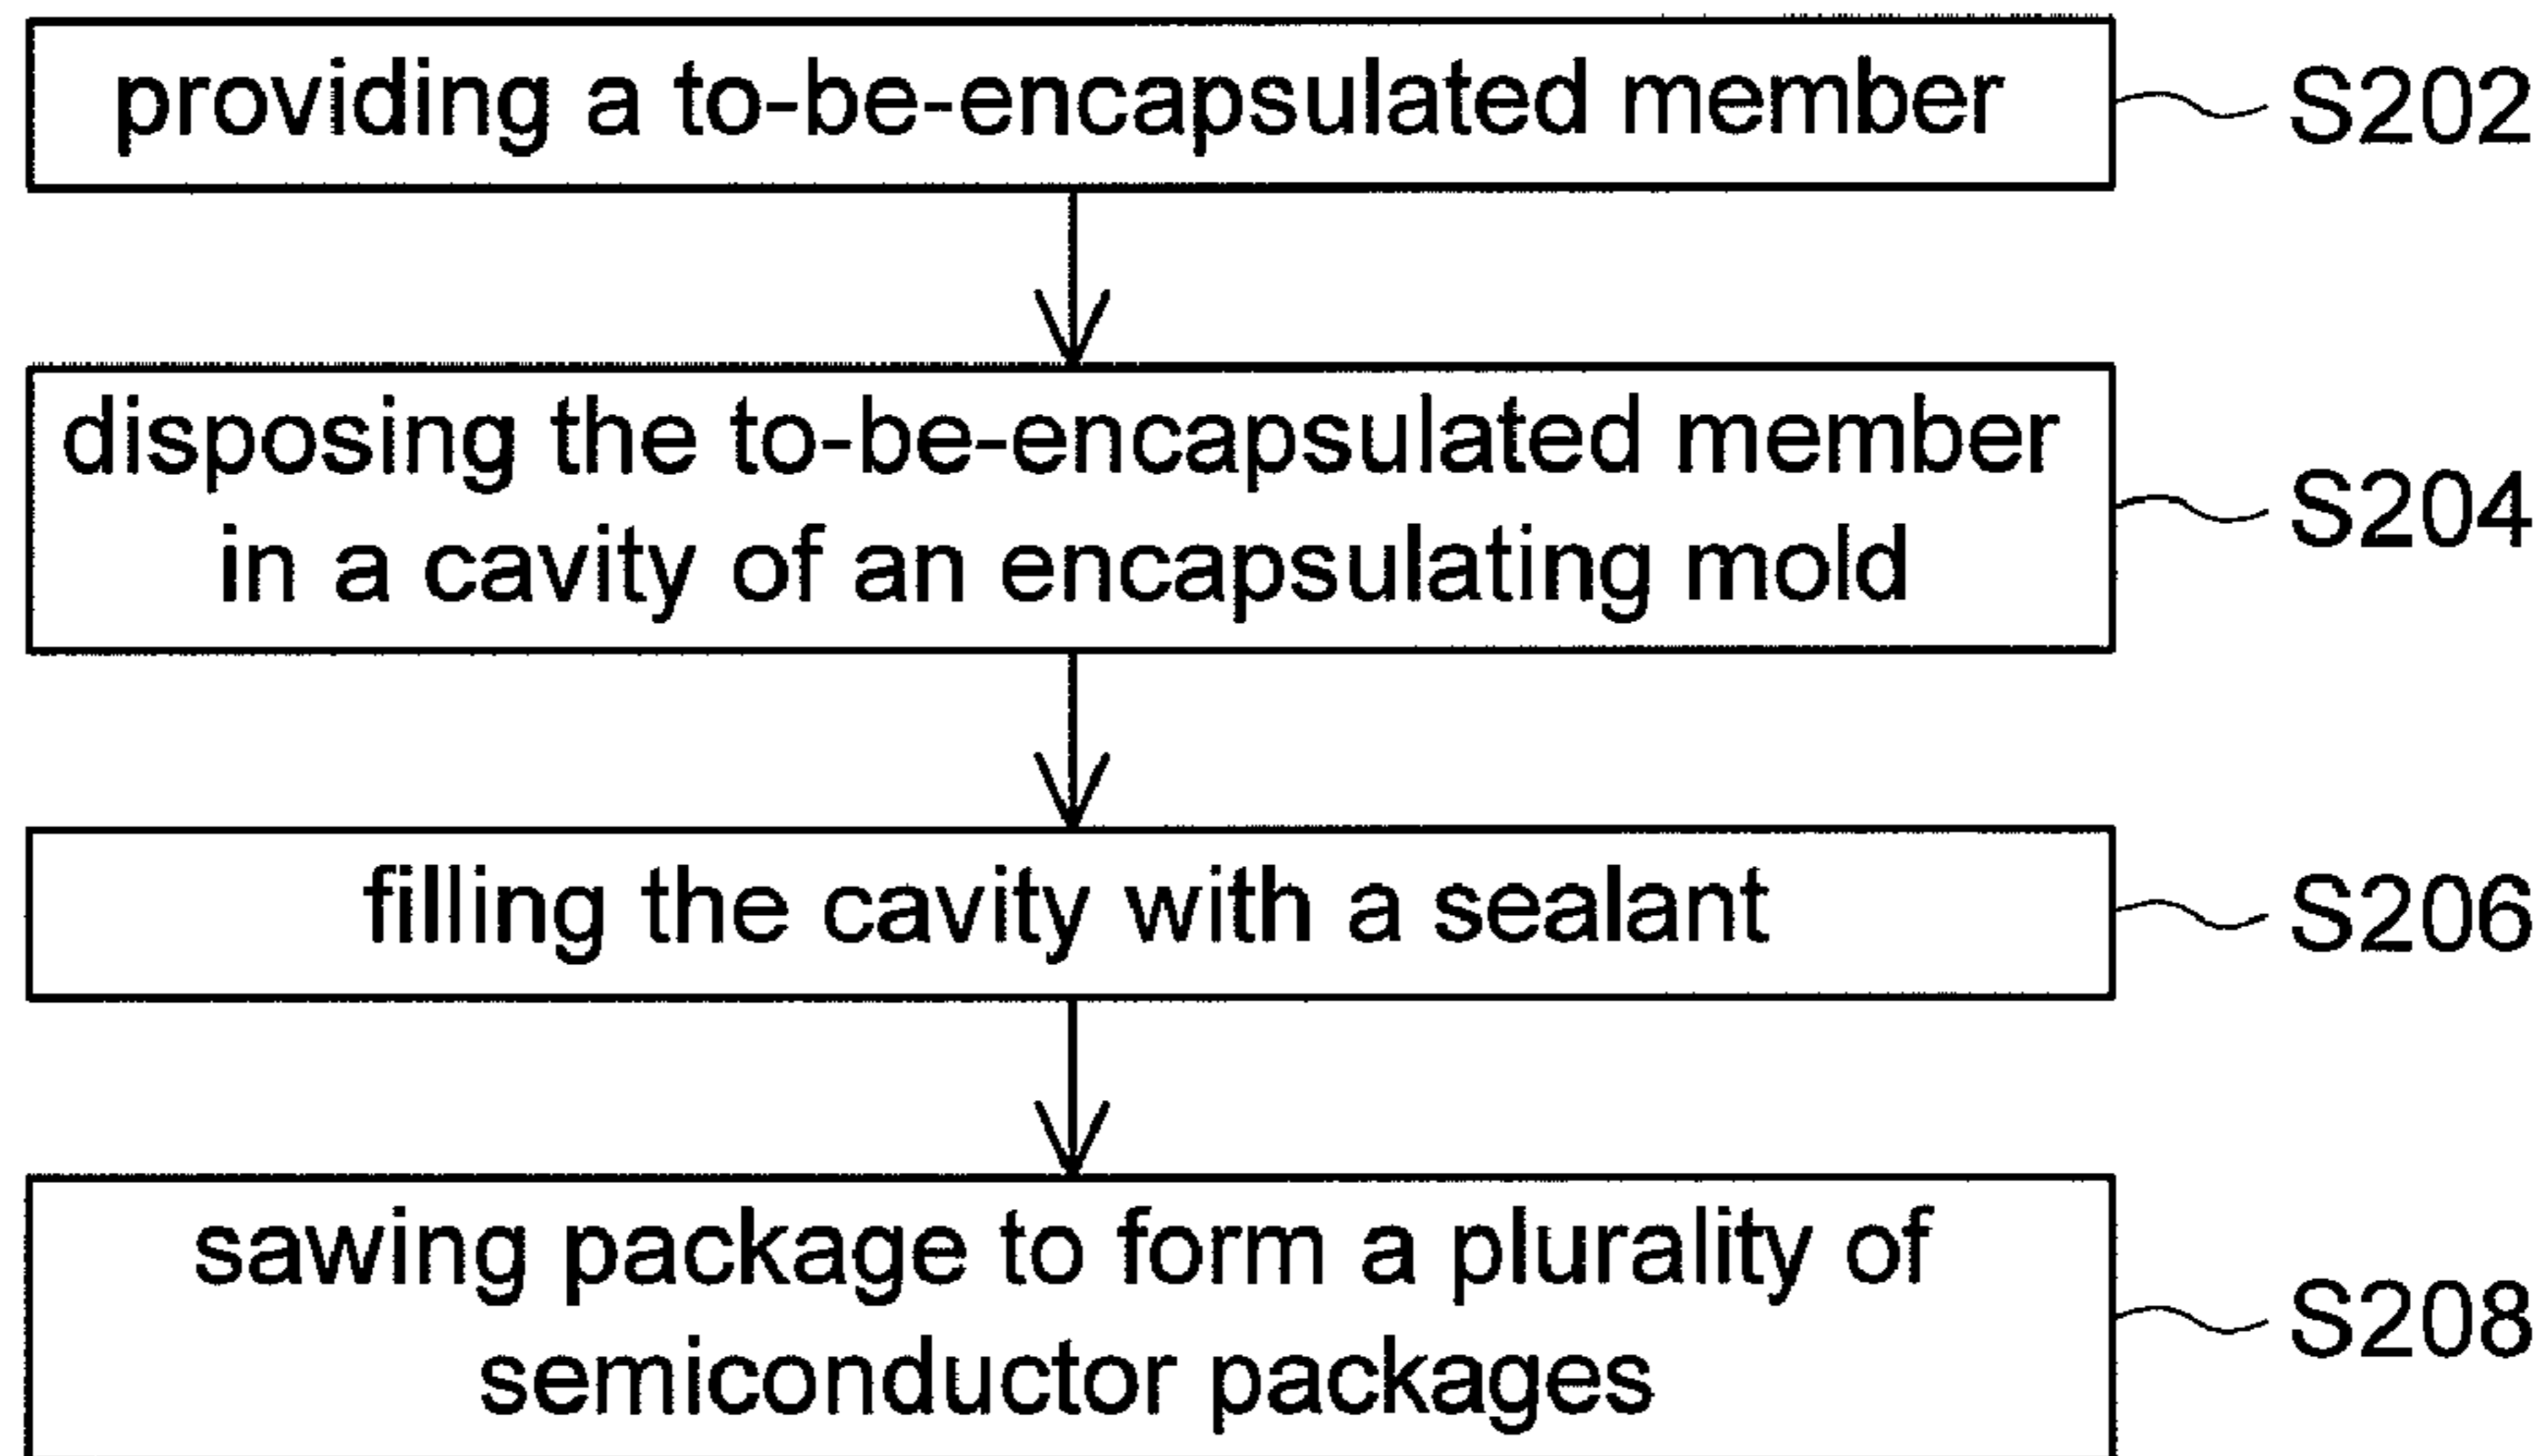 providing a to-be-encapsulated member
S202
disposing the to-be-encapsulated member
in a cavity of an encapsulating mold
S204
filling the cavity with a sealant
S206
sawing package to form a plurality of
semiconductor packages
S208